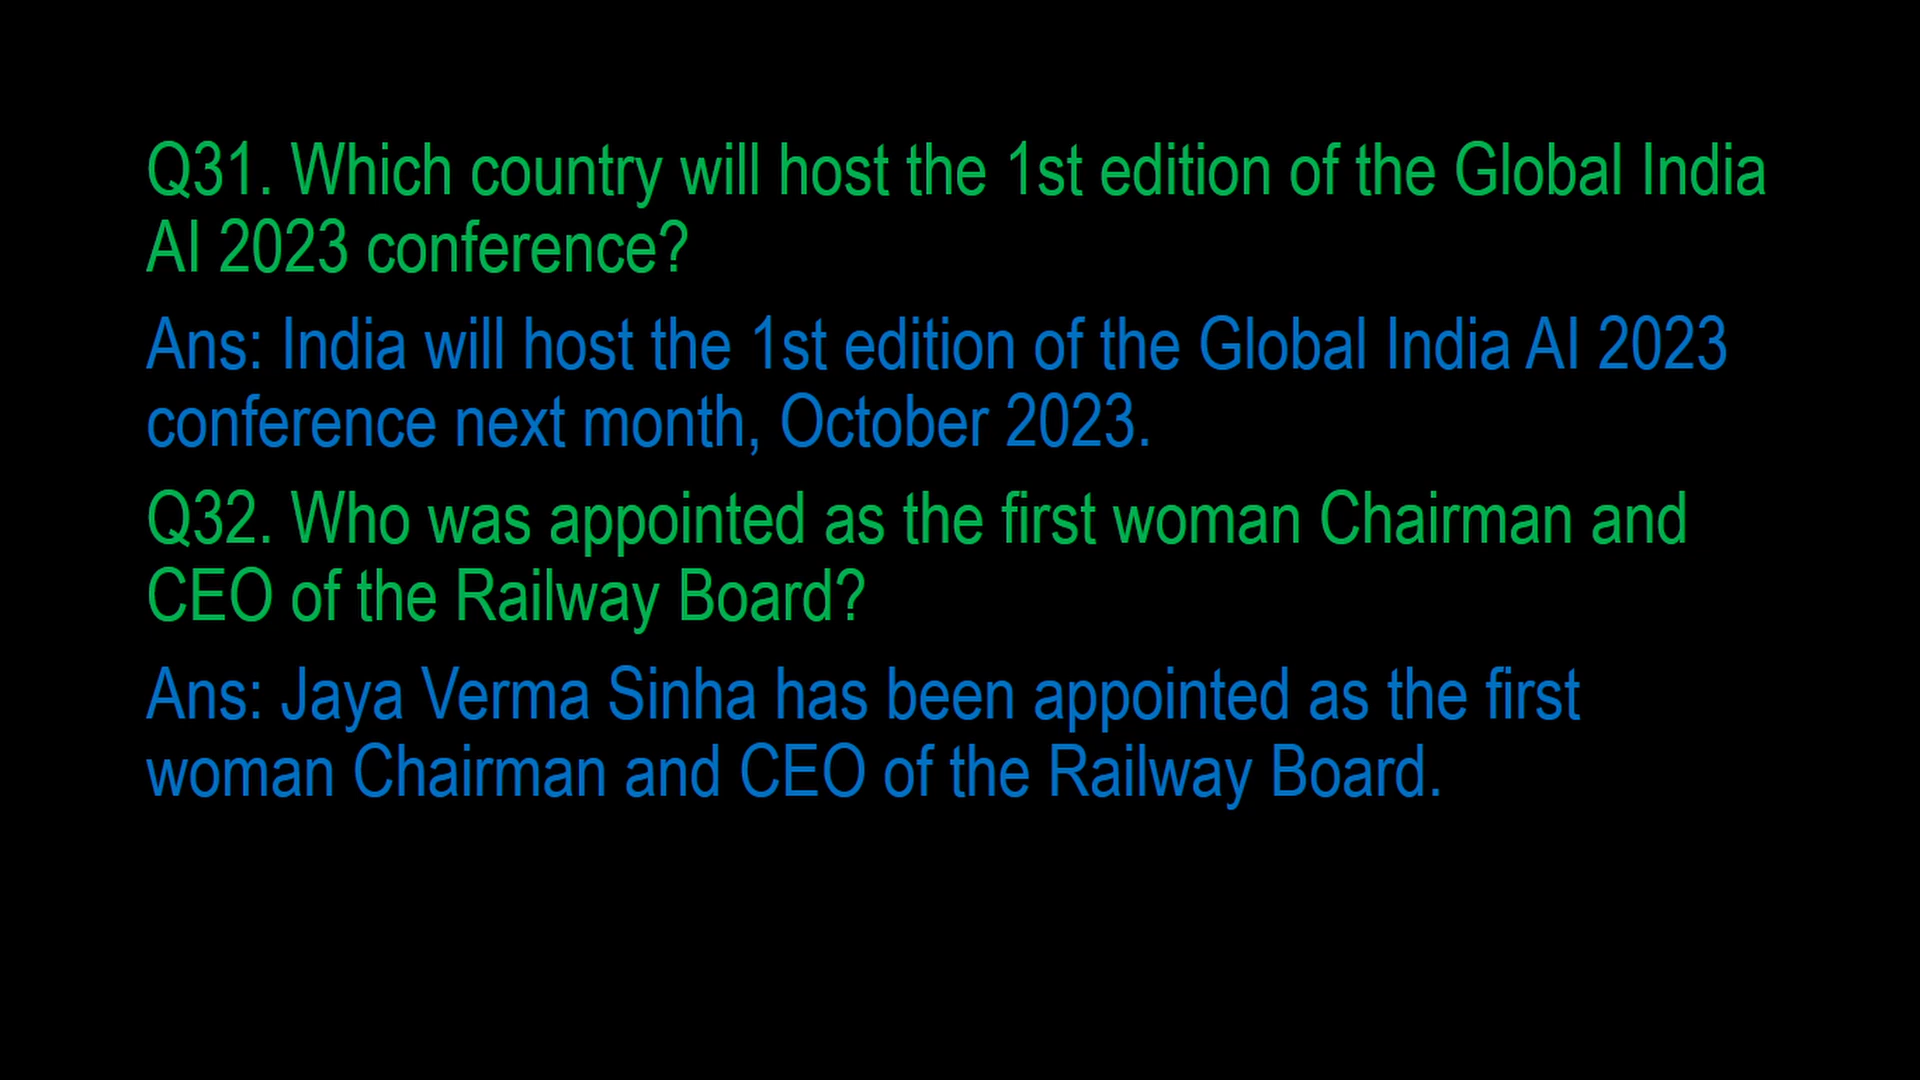 Q31. Which country will host the 1st edition of the Global India
AI 2023 conference?
Ans: India will host the 1st edition of the Global India AI 2023
conference next month, October 2023.
Q32. Who was appointed as the first woman Chairman and
CEO of the Railway Board?
Ans: Jaya Verma Sinha has been appointed as the first
woman Chairman and CEO of the Railway Board.